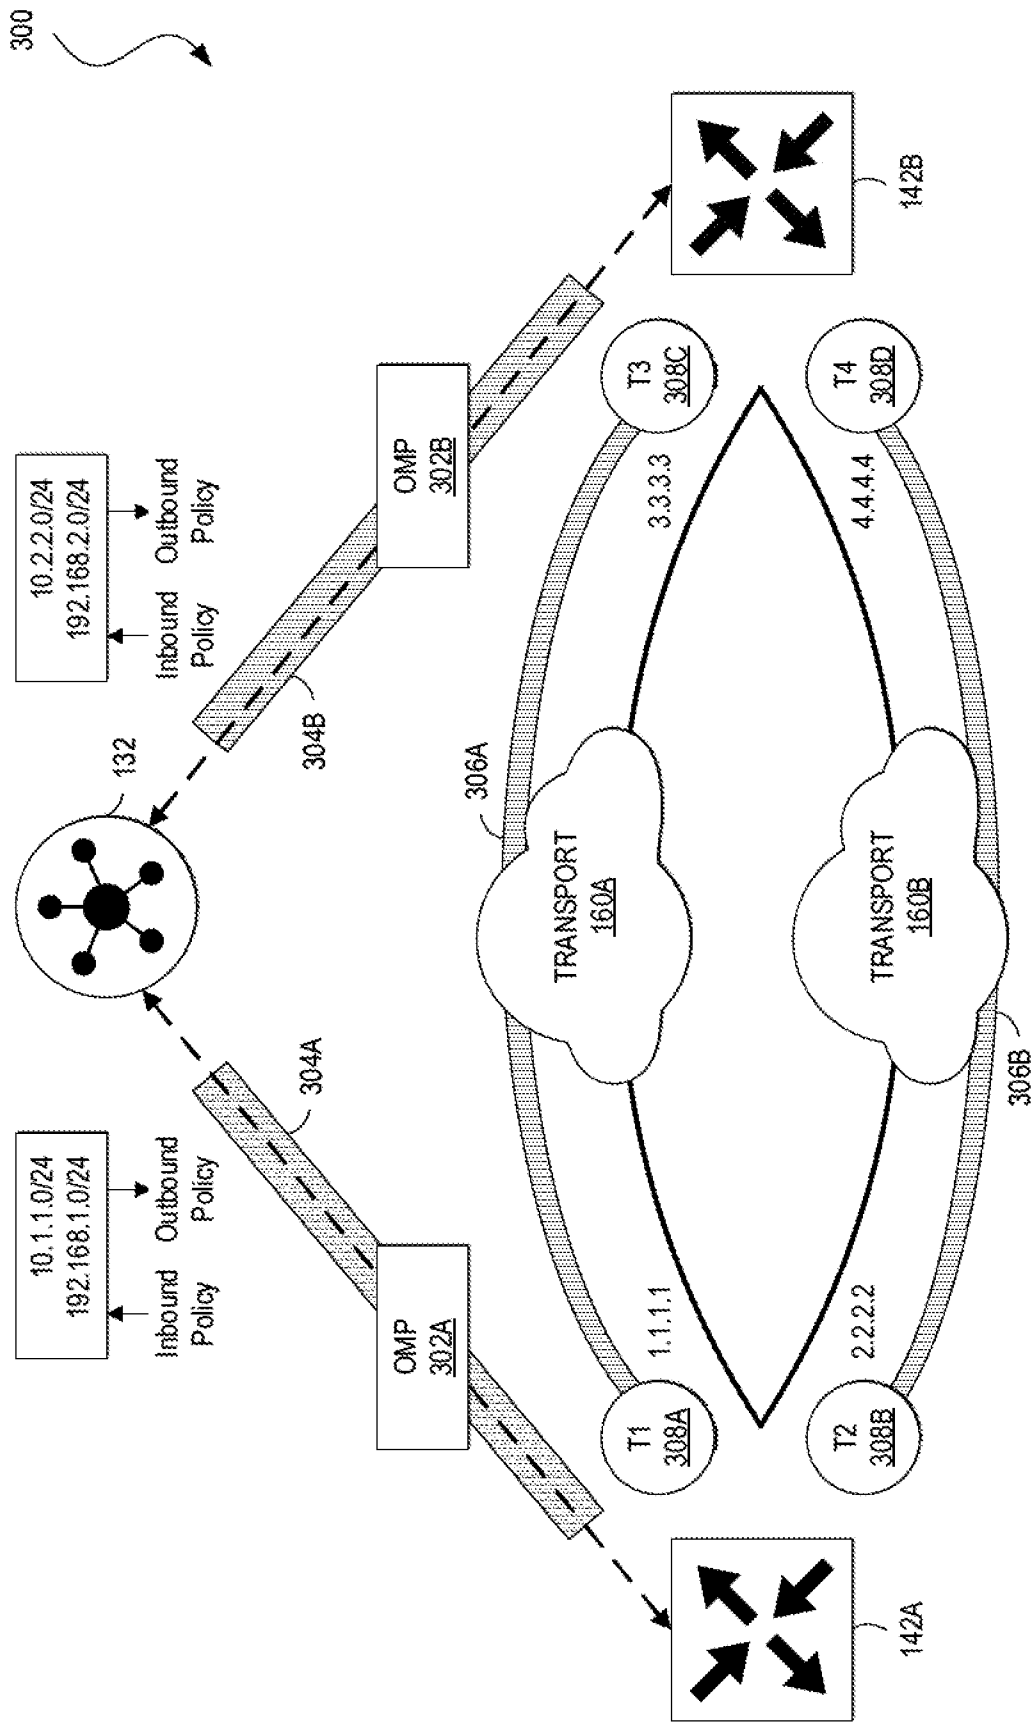 300
132
10.1.1.0/24
192.168.1.0/24
Inbound
Policy
Outbound
Policy
10.2.2.0/24
192.168.2.0/24
Inbound
Policy
Outbound
Policy
304A
304B
OMP
302A
OMP
302B
306A
T1
308A
1.1.1.1
TRANSPORT
160A
3.3.3.3
T3
308C
142A
142B
T2
308B
2.2.2.2
TRANSPORT
160B
4.4.4.4
T4
308D
306B